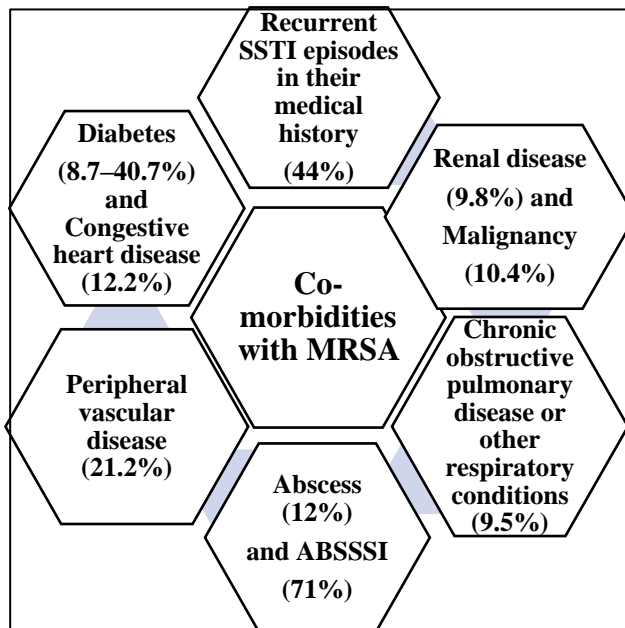 Recurrent
SSTI episodes
in their
medical
history
(44%)
Renal disease
(9.8%) and
Malignancy
(10.4%)
Chronic
obstructive
pulmonary
disease or
other
respiratory
conditions
(9.5%)
Abscess
(12%)
and ABSSSI
(71%)
Peripheral
vascular
disease
(21.2%)
Diabetes
(8.7–40.7%)
and
Congestive
heart disease
(12.2%)
Co-
morbidities
with MRSA